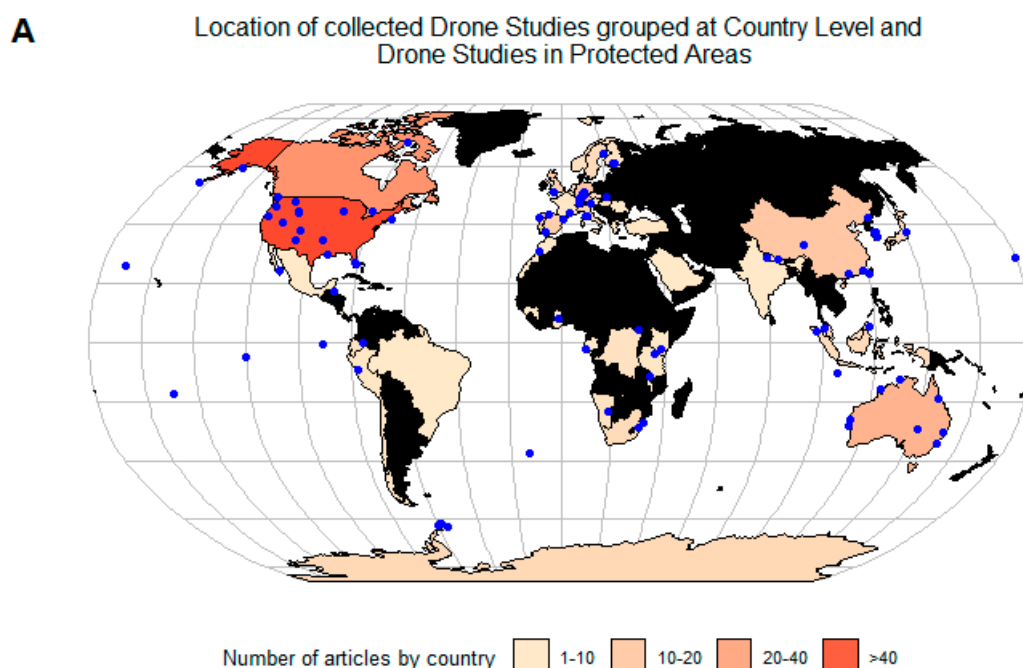 A
Location of collected Drone Studies grouped at Country Level and
Drone Studies in Protected Areas
Number of articles by country 1-10 10-20 20-40 >40